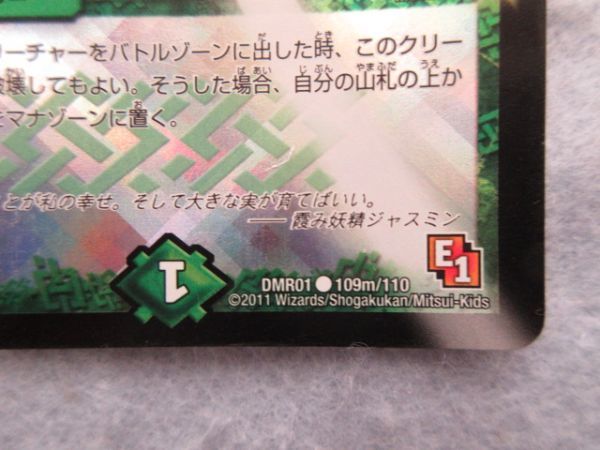 リーチャーをバトルゾーンに出した時、このクリー
壊してもよい。そうした場合、自分の山札の上か
マナゾーンに置く。
とが私の幸せ。そして大きな実が育てばいい。
── 霞み妖精ジャスミン
1
E1
DMR01 ● 109m/110
©2011 Wizards/Shogakukan/Mitsui-Kids